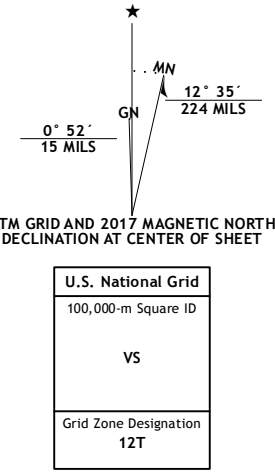 ★
MN
GN
12° 35´
224 MILS
0° 52´
15 MILS
TM GRID AND 2017 MAGNETIC NORTH
DECLINATION AT CENTER OF SHEET
U.S. National Grid
100,000-m Square ID
VS
Grid Zone Designation
12T